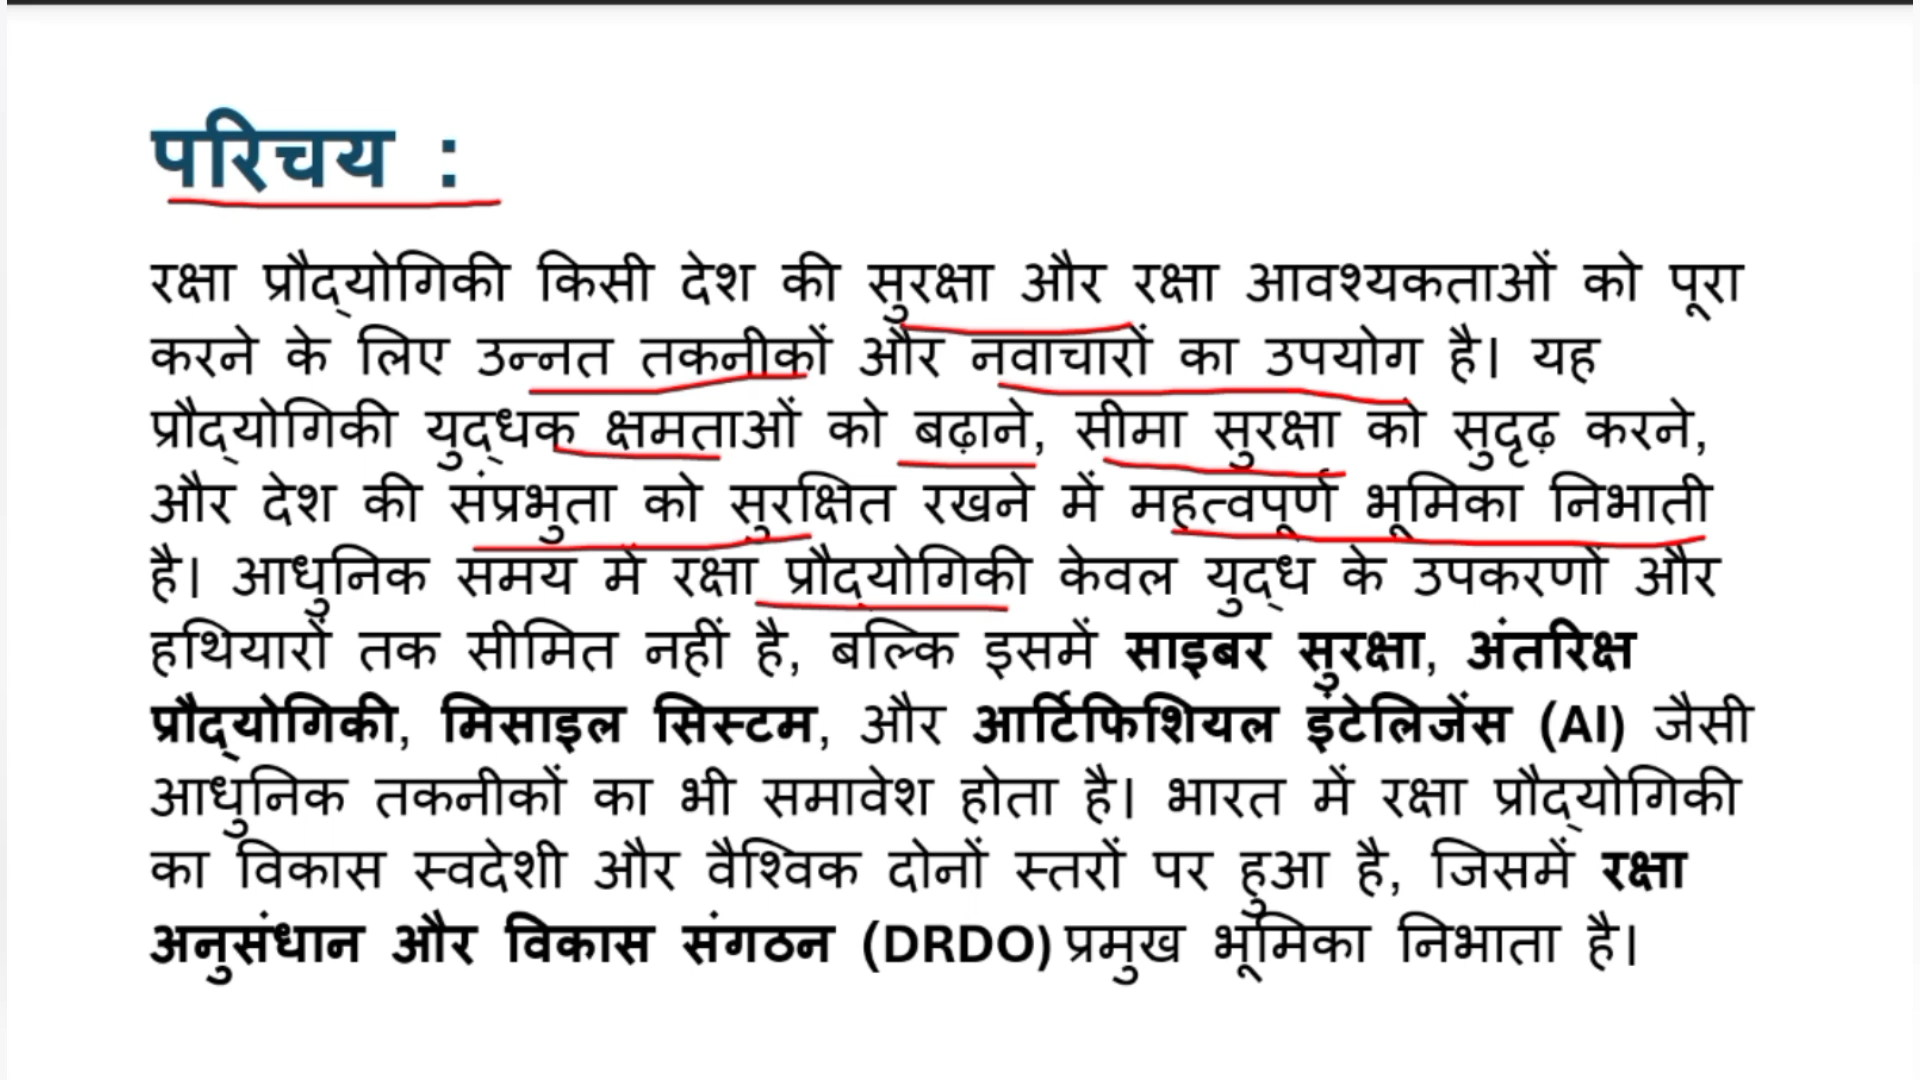 परिचय :
रक्षा प्रौद्योगिकी किसी देश की सुरक्षा और रक्षा आवश्यकताओं को पूरा
करने के लिए उन्नत तकनीकों और नवाचारों का उपयोग है। यह
प्रौद्योगिकी युद्धक क्षमताओं को बढ़ाने, सीमा सुरक्षा को सुदृढ़ करने,
और देश की संप्रभुता को सुरक्षित रखने में महत्वपूर्ण भूमिका निभाती
है। आधुनिक समय में रक्षा प्रौद्योगिकी केवल युद्ध के उपकरणों और
हथियारों तक सीमित नहीं है, बल्कि इसमें साइबर सुरक्षा, अंतरिक्ष
प्रौद्योगिकी, मिसाइल सिस्टम, और आर्टिफिशियल इंटेलिजेंस (AI) जैसी
आधुनिक तकनीकों का भी समावेश होता है। भारत में रक्षा प्रौद्योगिकी
का विकास स्वदेशी और वैश्विक दोनों स्तरों पर हुआ है, जिसमें रक्षा
अनुसंधान और विकास संगठन (DRDO) प्रमुख भूमिका निभाता है।